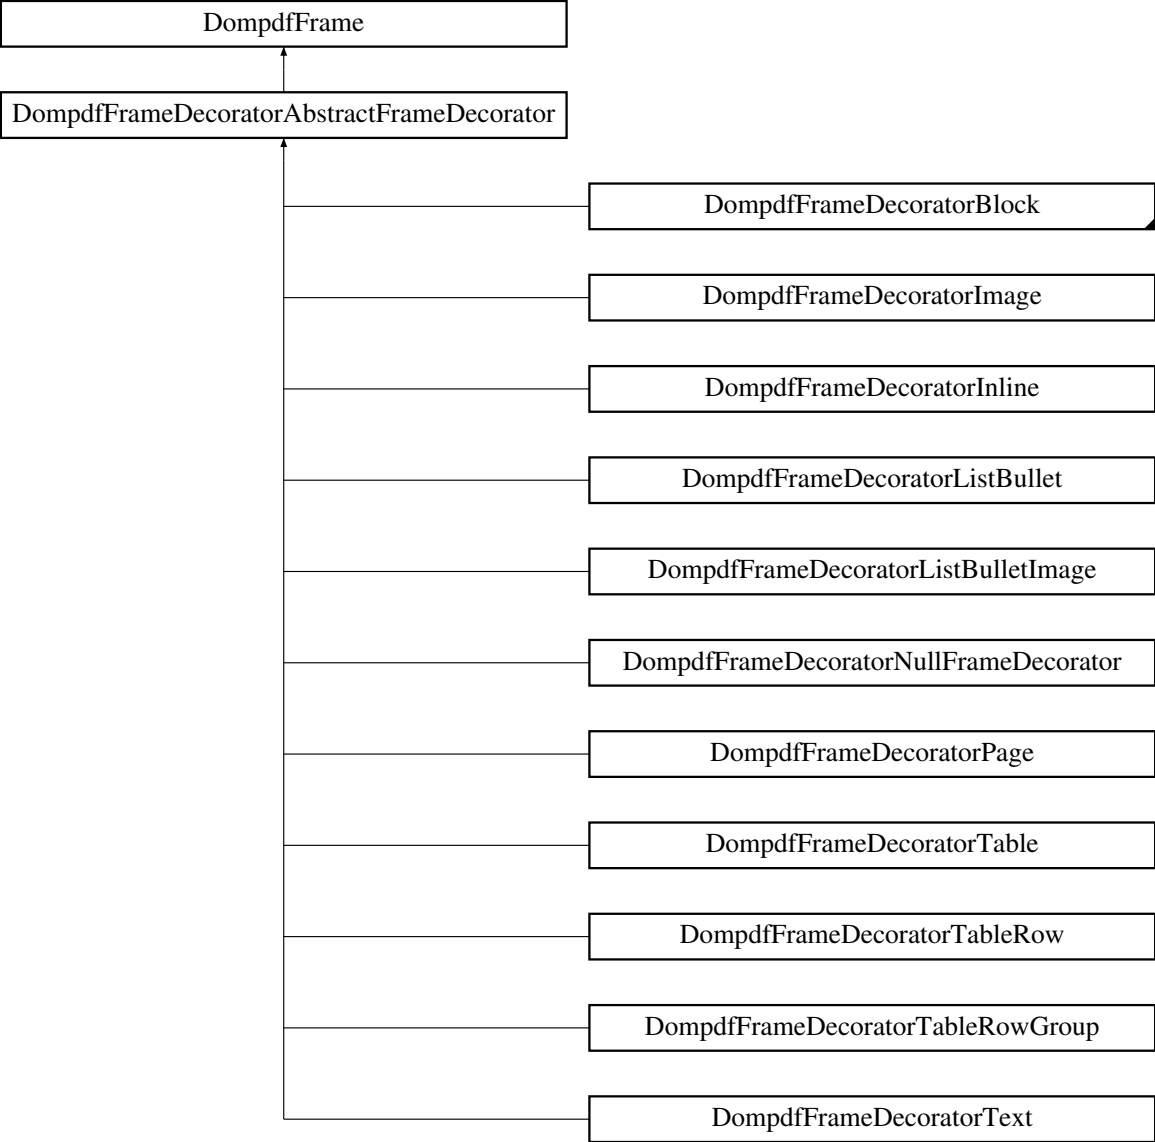 DompdfFrame
DompdfFrameDecoratorAbstractFrameDecorator
DompdfFrameDecoratorBlock
DompdfFrameDecoratorImage
DompdfFrameDecoratorInline
DompdfFrameDecoratorListBullet
DompdfFrameDecoratorListBulletImage
DompdfFrameDecoratorNullFrameDecorator
DompdfFrameDecoratorPage
DompdfFrameDecoratorTable
DompdfFrameDecoratorTableRow
DompdfFrameDecoratorTableRowGroup
DompdfFrameDecoratorText